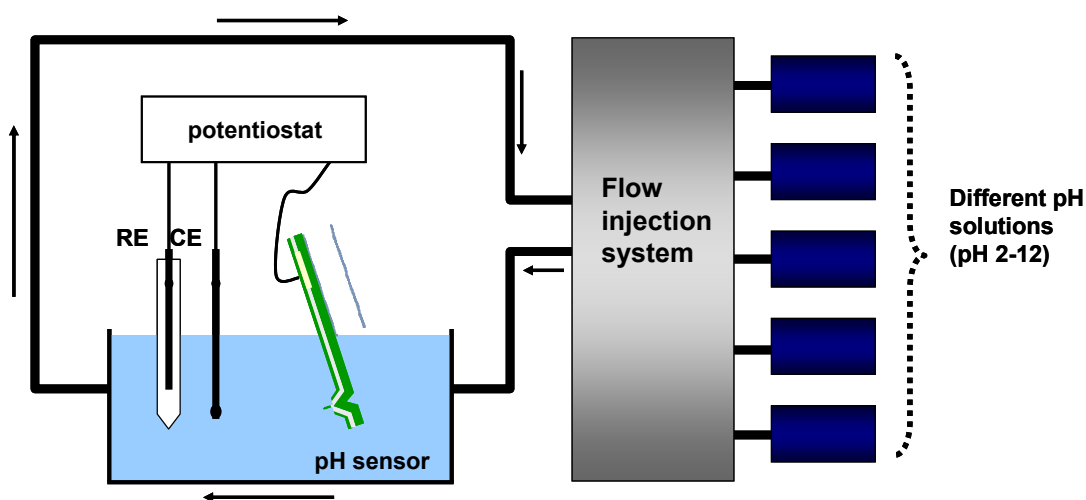 potentiostat
RE CE
pH sensor
Flow
injection
system
Different pH
solutions
(pH 2-12)